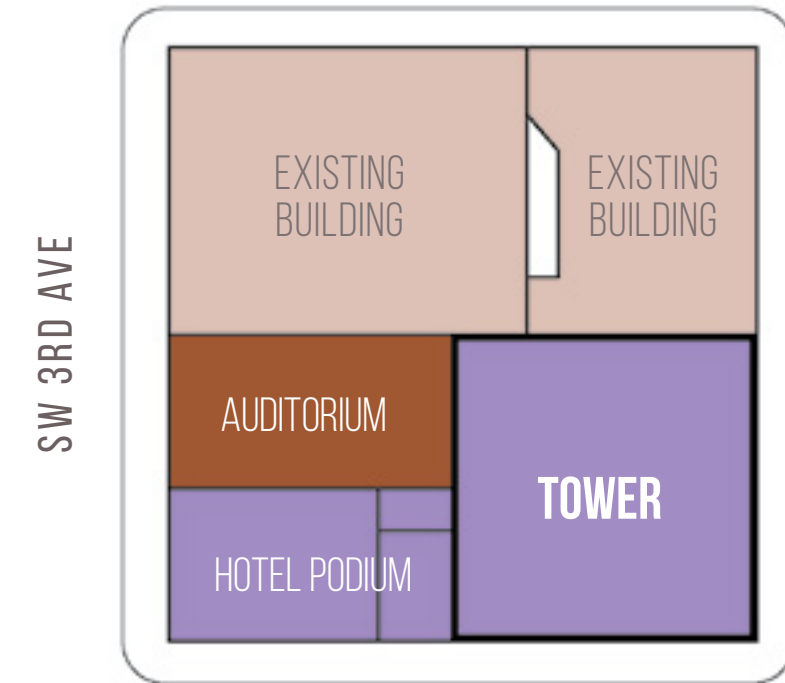 EXISTING
BUILDING
EXISTING
BUILDING
SW 3RD AVE
AUDITORIUM
TOWER
HOTEL PODIUM